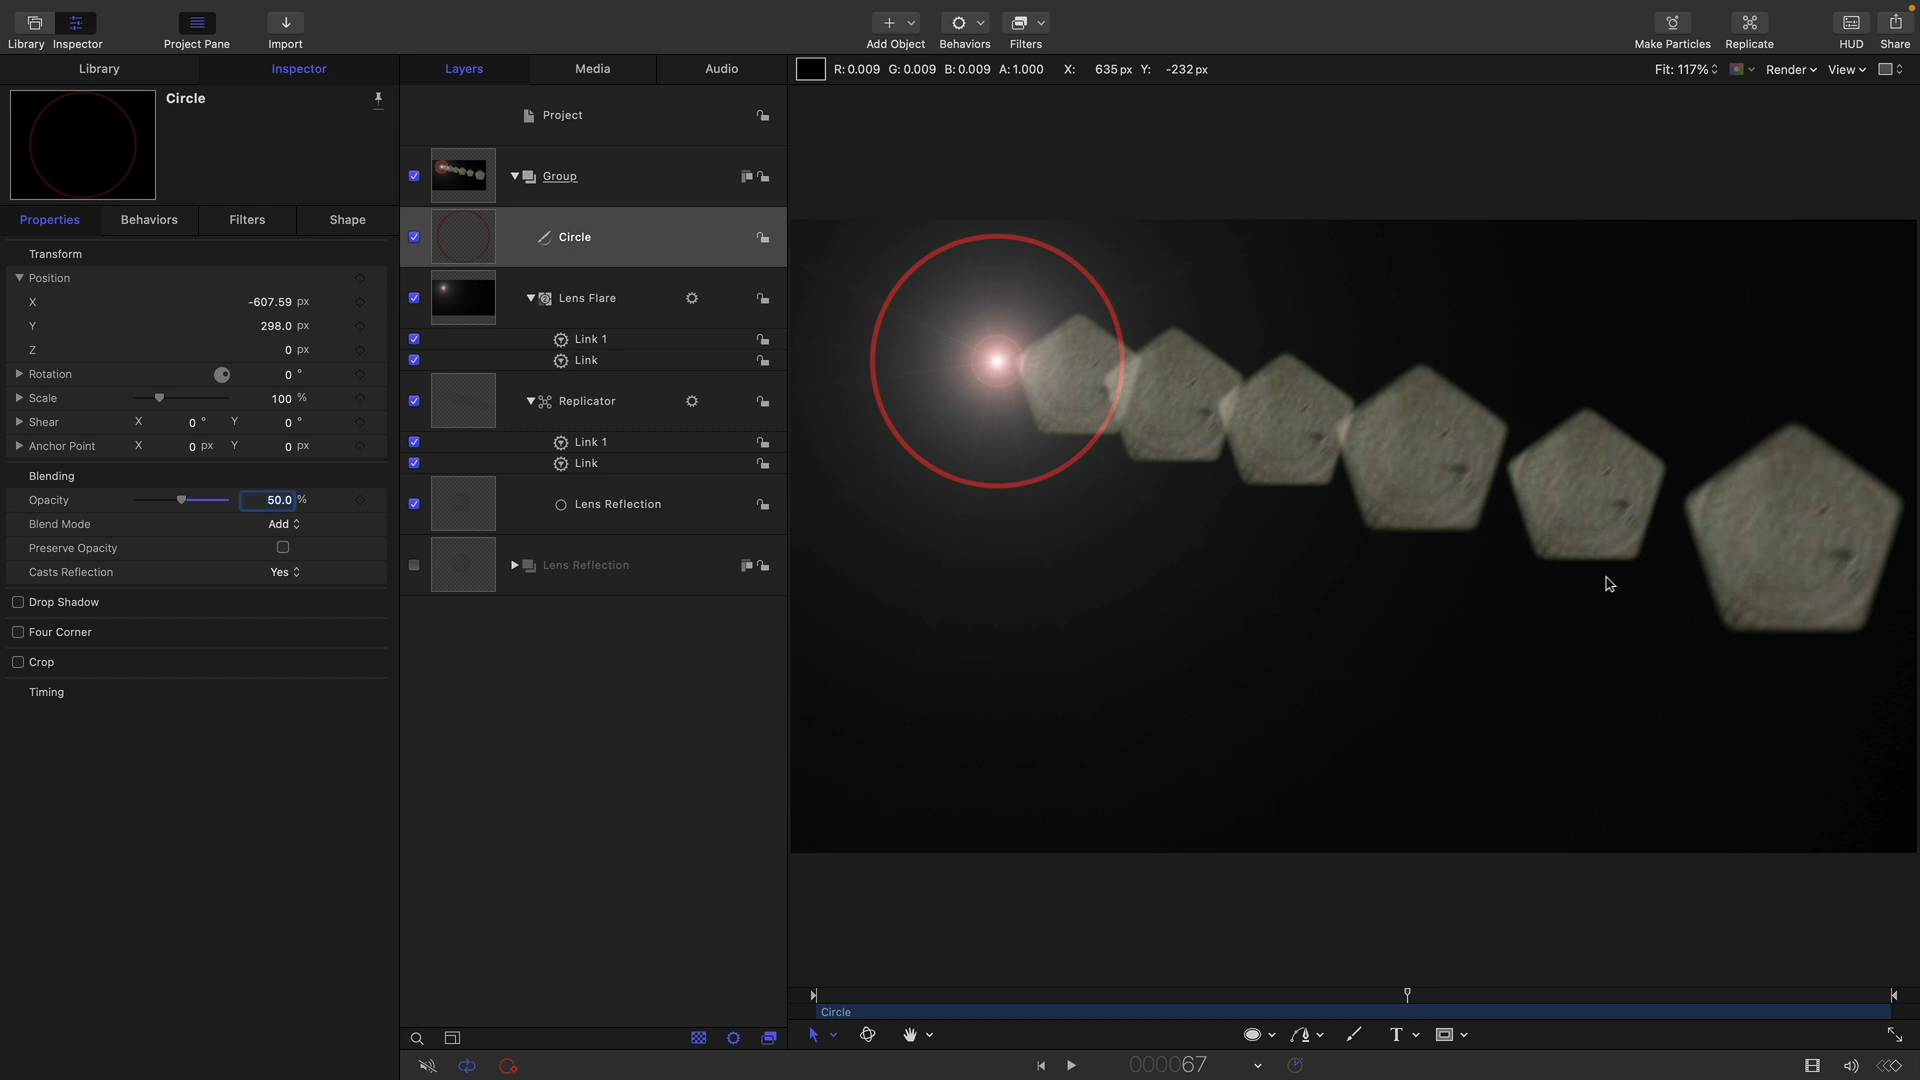 Library Inspector Project Pane Import Add Object Behaviors Filters Make Particles Replicate HUD Share
Library Inspector Layers Media Audio R: 0.009 G: 0.009 B: 0.009 A: 1.000 X: 635 px Y: -232 px Fit: 117% Render View
Circle
Project
Group
Properties Behaviors Filters Shape
Circle
Transform
Position
X -607.59 px
Lens Flare
Y 298.0 px
Link 1
Z 0 px
Link
Rotation 0 °
Scale 100 %
Replicator
Shear X 0 ° Y 0 °
Link 1
Anchor Point X 0 px Y 0 px
Link
Blending
Opacity 50.0 %
Lens Reflection
Blend Mode Add
Preserve Opacity
Lens Reflection
Casts Reflection Yes
Drop Shadow
Four Corner
Crop
Timing
Circle
T
000067